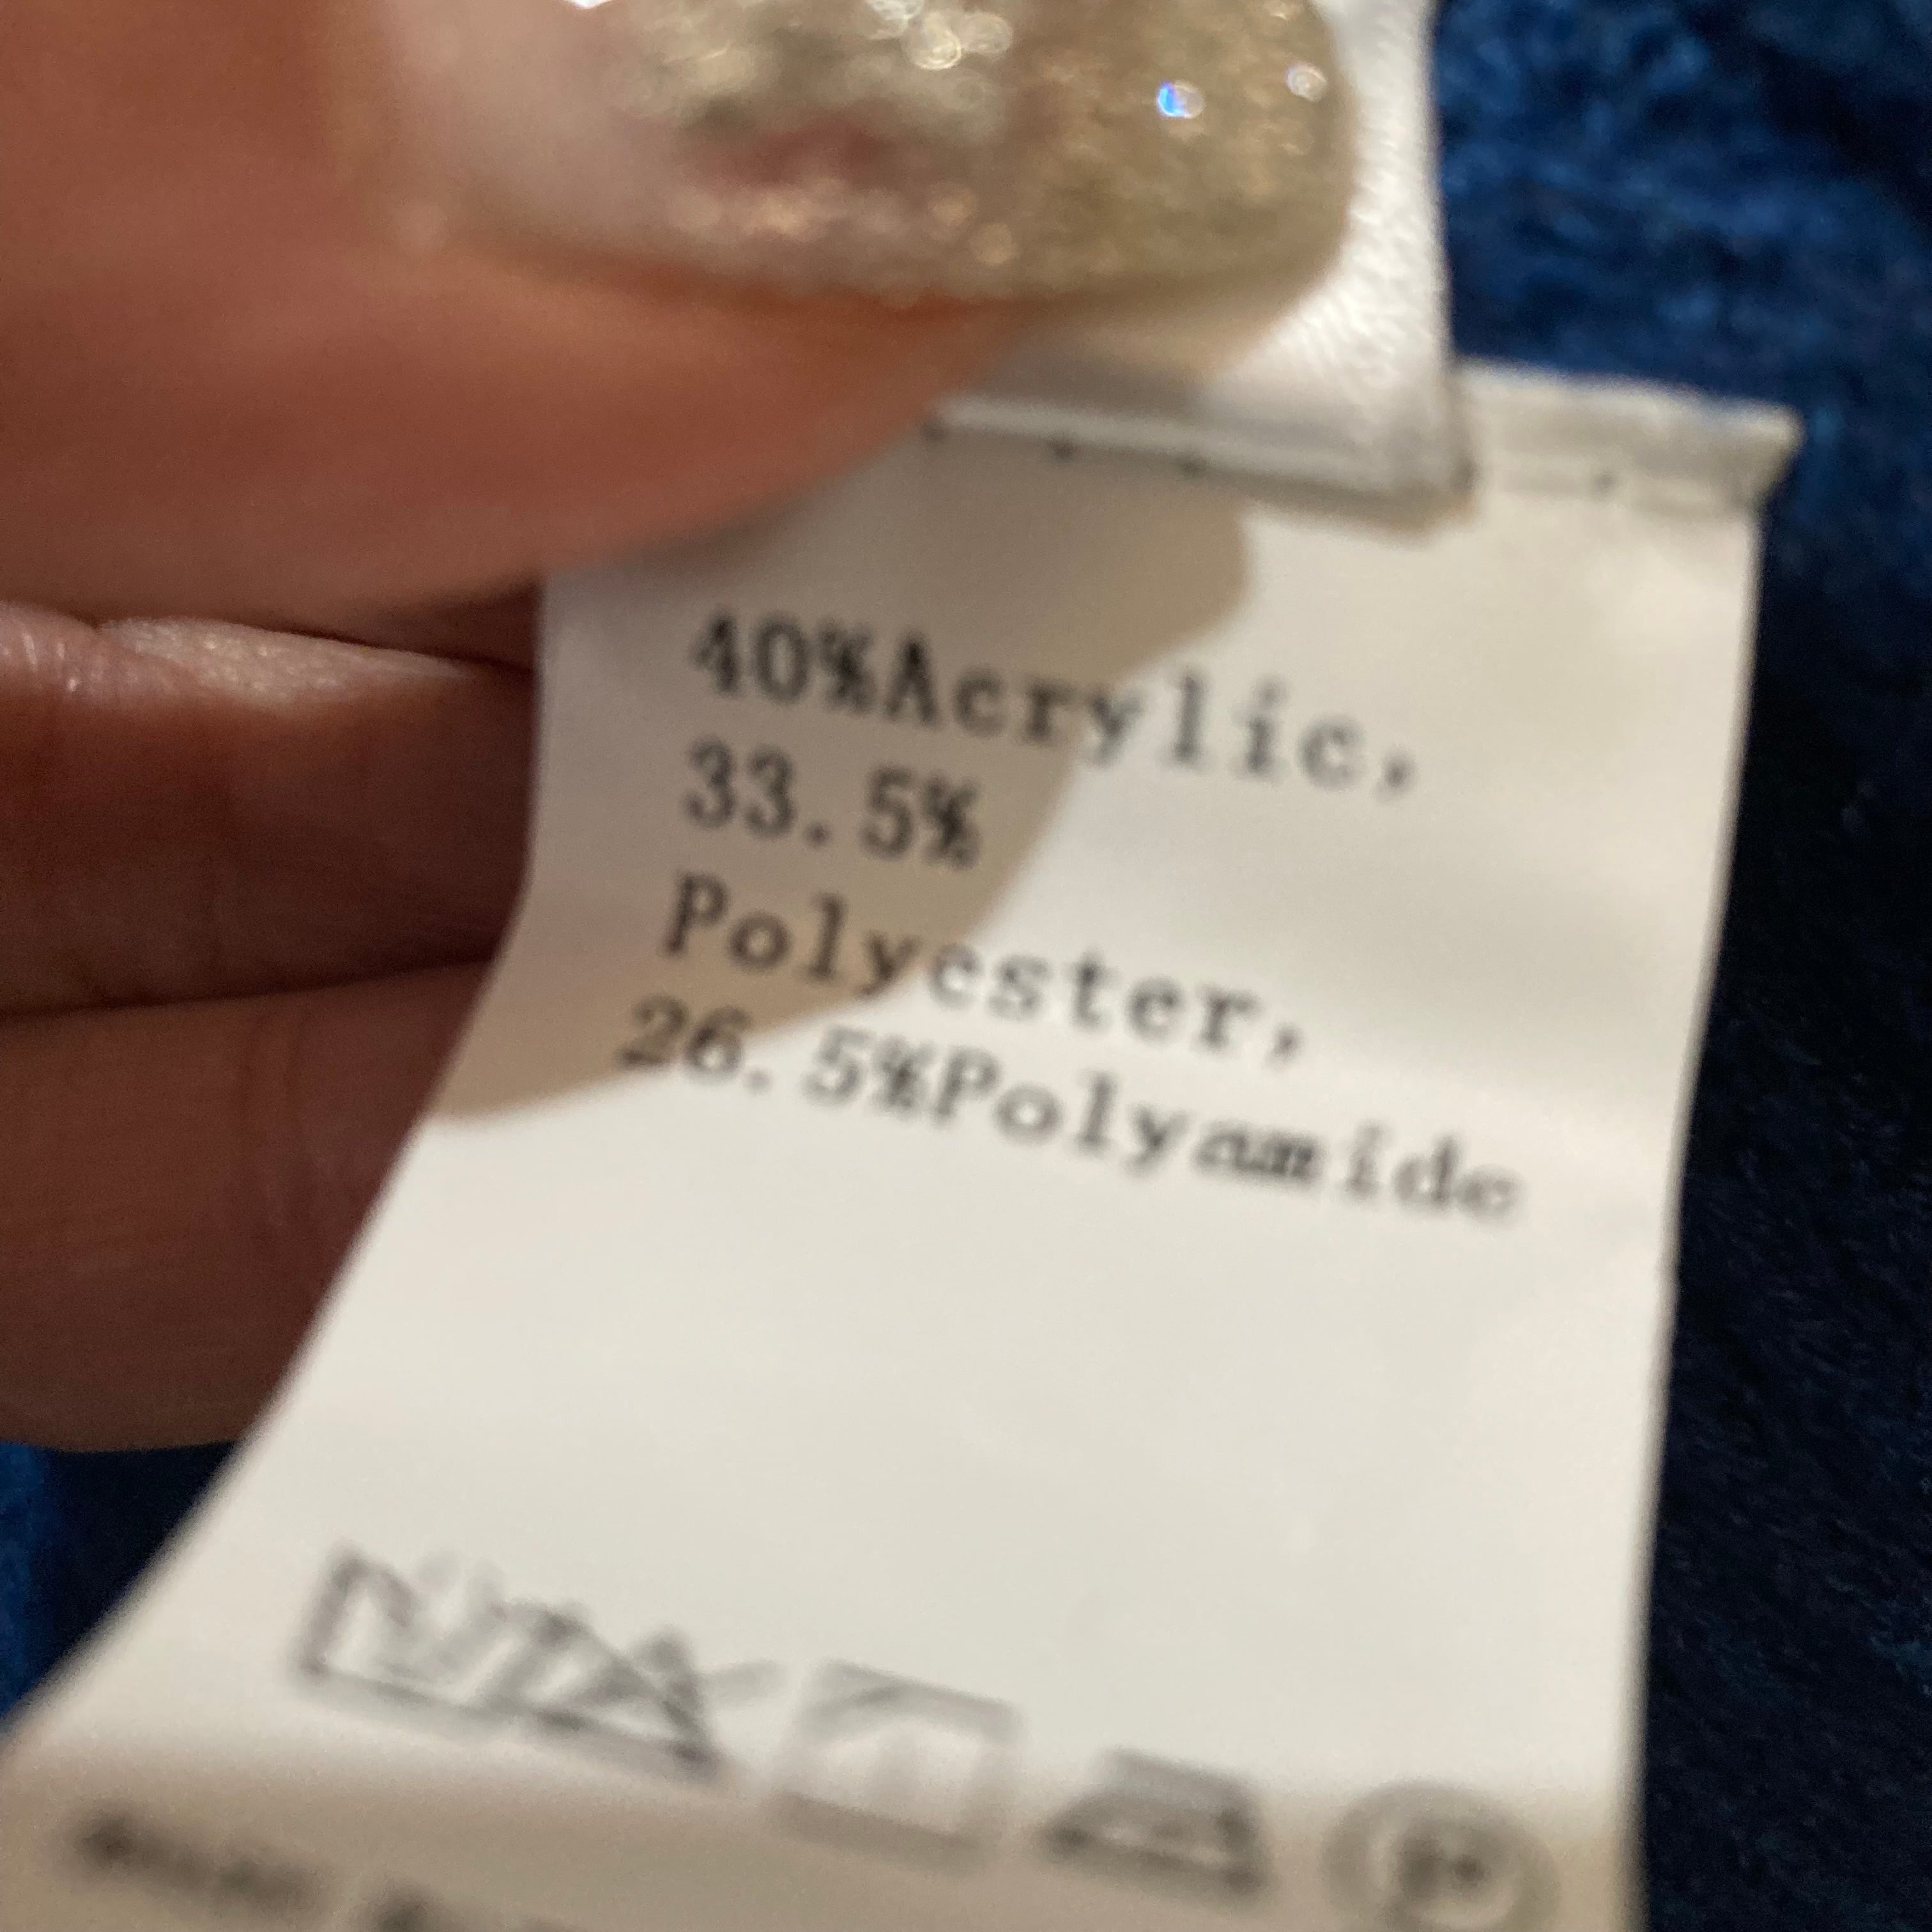 40%Acrylic,
33.5%
Polyester,
26.5%Polyamide
P